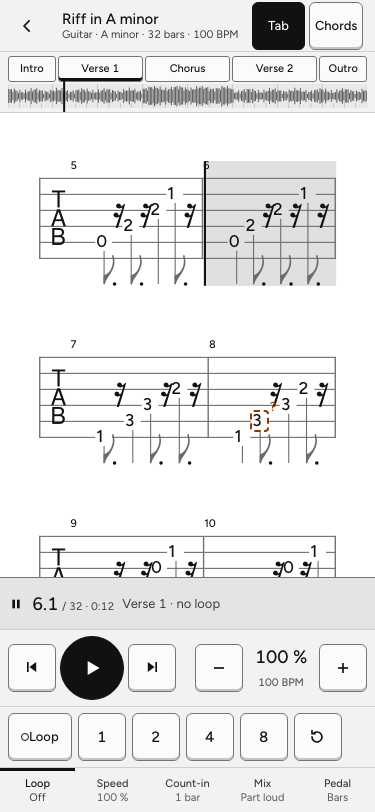 Riff in A minor
Guitar · A minor · 32 bars · 100 BPM
Tab
Chords
Intro
Verse 1
Chorus
Verse 2
Outro
5
6
T
A
B
0
2
2
1
0
2
2
1
7
8
T
A
B
1
3
3
2
1
3
?
3
2
9
10
T
A
0
1
0
1
6.1 / 32 · 0:12 Verse 1 · no loop
100 %
100 BPM
Loop
1
2
4
8
Loop
Off
Speed
100 %
Count-in
1 bar
Mix
Part loud
Pedal
Bars